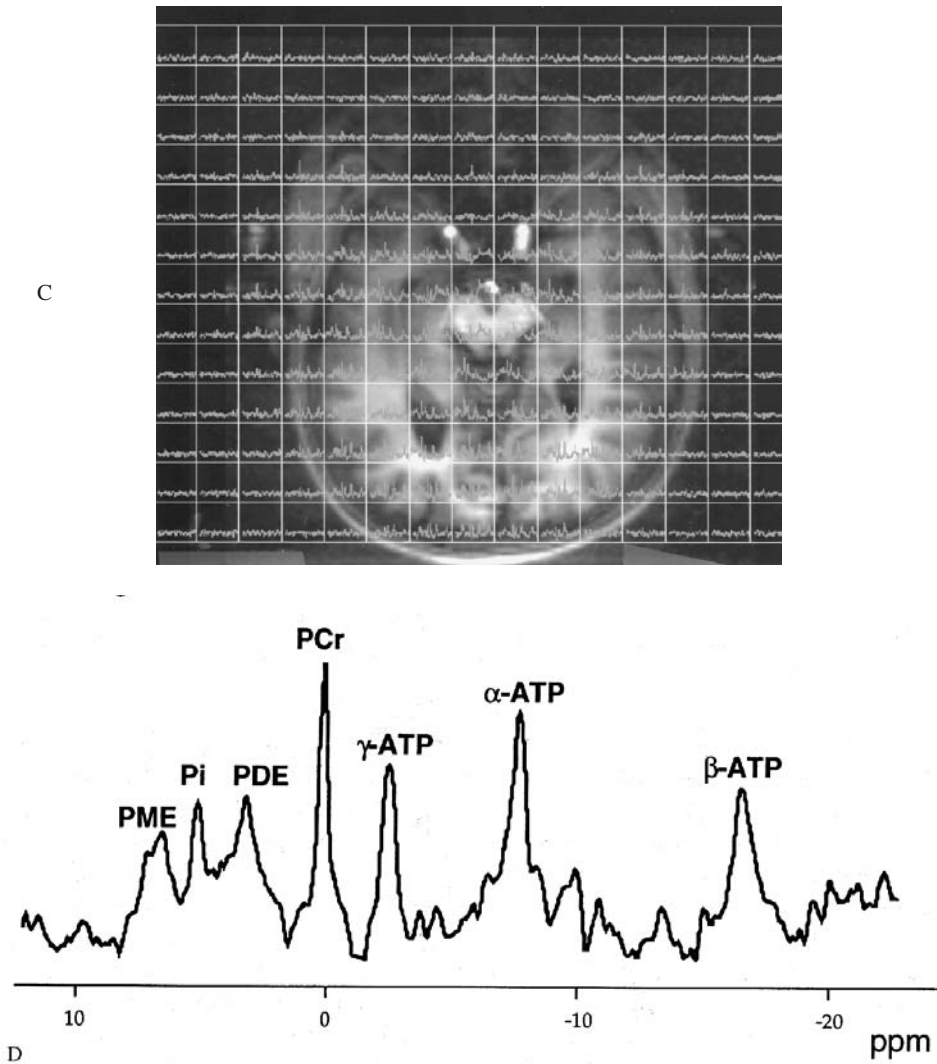 C
PCr
α-ATP
γ-ATP
β-ATP
Pi PDE
PME
10 0 -10 -20
ppm
D